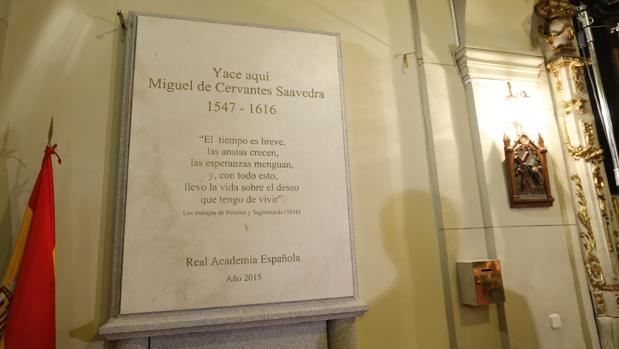 Yace aquí
Miguel de Cervantes Saavedra
1547 - 1616
"El tiempo es breve,
las ansias crecen,
las esperanzas menguan,
y, con todo esto,
llevo la vida sobre el deseo
que tengo de vivir".
Los trabajos de Persiles y Segismunda (1616)
Real Academia Española
Año 2015